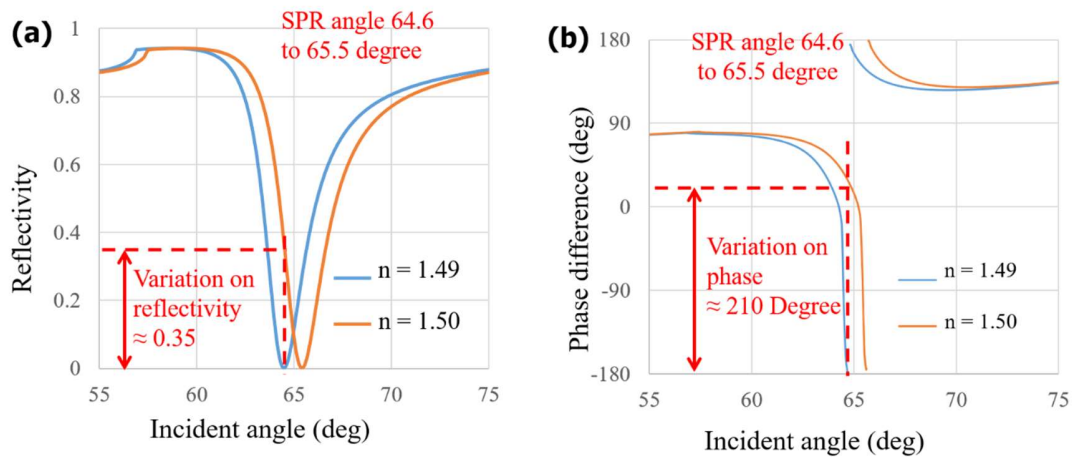 (a)
SPR angle 64.6
to 65.5 degree
1
0.8
0.6
0.4
0.2
0
Reflectivity
Variation on
reflectivity
≈ 0.35
n = 1.49
n = 1.50
55
60
65
70
75
Incident angle (deg)
(b)
SPR angle 64.6
to 65.5 degree
180
90
0
-90
-180
Phase difference (deg)
Variation on
phase
≈ 210 Degree
n = 1.49
n = 1.50
55
60
65
70
75
Incident angle (deg)